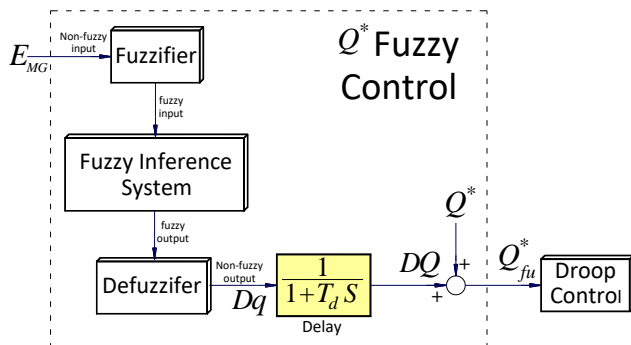 Q* Fuzzy
Control
Non-fuzzy
input
E_MG
Fuzzifier
fuzzy
input
Fuzzy Inference
System
fuzzy
output
Defuzzifer
Non-fuzzy
output
Dq
1
1+T_d S
Delay
DQ
Q*
+
+
Q*_fu
Droop
Control